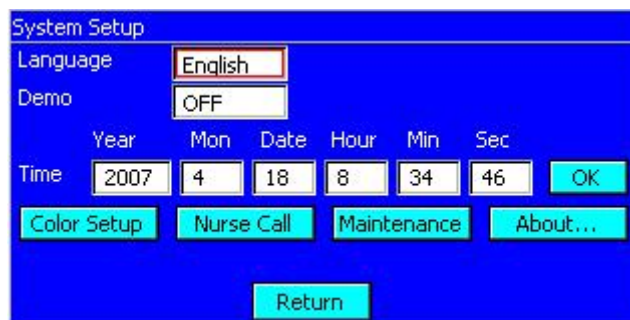 System Setup
Language English
Demo OFF
Year Mon Date Hour Min Sec
Time 2007 4 18 8 34 46 OK
Color Setup Nurse Call Maintenance About...
Return